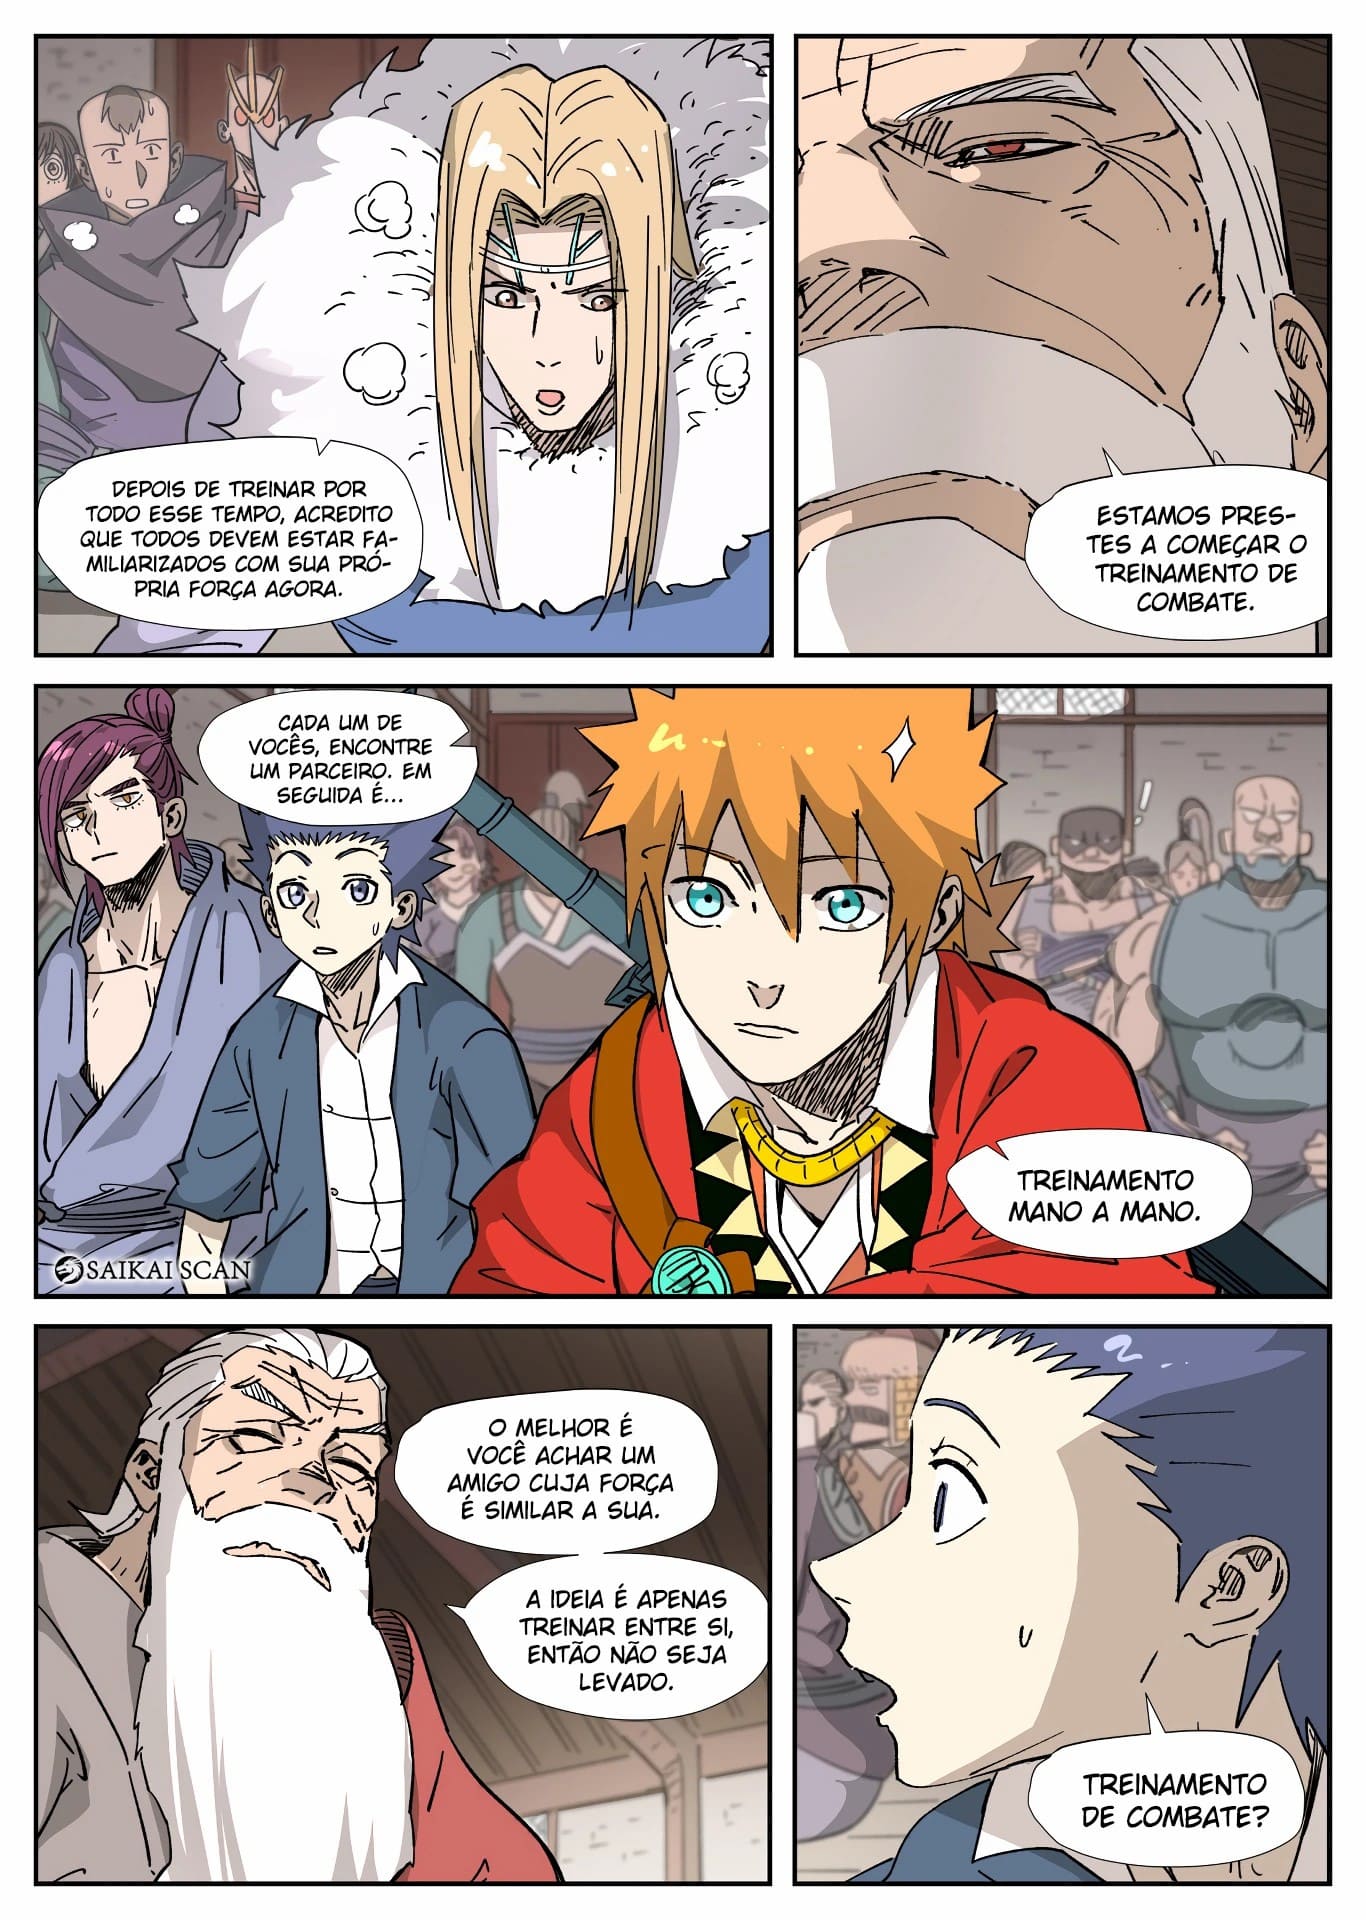 DEPOIS DE TREINAR POR
TODO ESSE TEMPO, ACREDITO
QUE TODOS DEVEM ESTAR FA-
MILIARIZADOS COM SUA PRÓ-
PRIA FORÇA AGORA.
ESTAMOS PRES-
TES A COMEÇAR O
TREINAMENTO DE
COMBATE.
CADA UM DE
VOCÊS, ENCONTRE
UM PARCEIRO. EM
SEGUIDA É...
TREINAMENTO
MANO A MANO.
SAIKAI SCAN
O MELHOR É
VOCÊ ACHAR UM
AMIGO CUJA FORÇA
É SIMILAR A SUA.
A IDEIA É APENAS
TREINAR ENTRE SI,
ENTÃO NÃO SEJA
LEVADO.
TREINAMENTO
DE COMBATE?